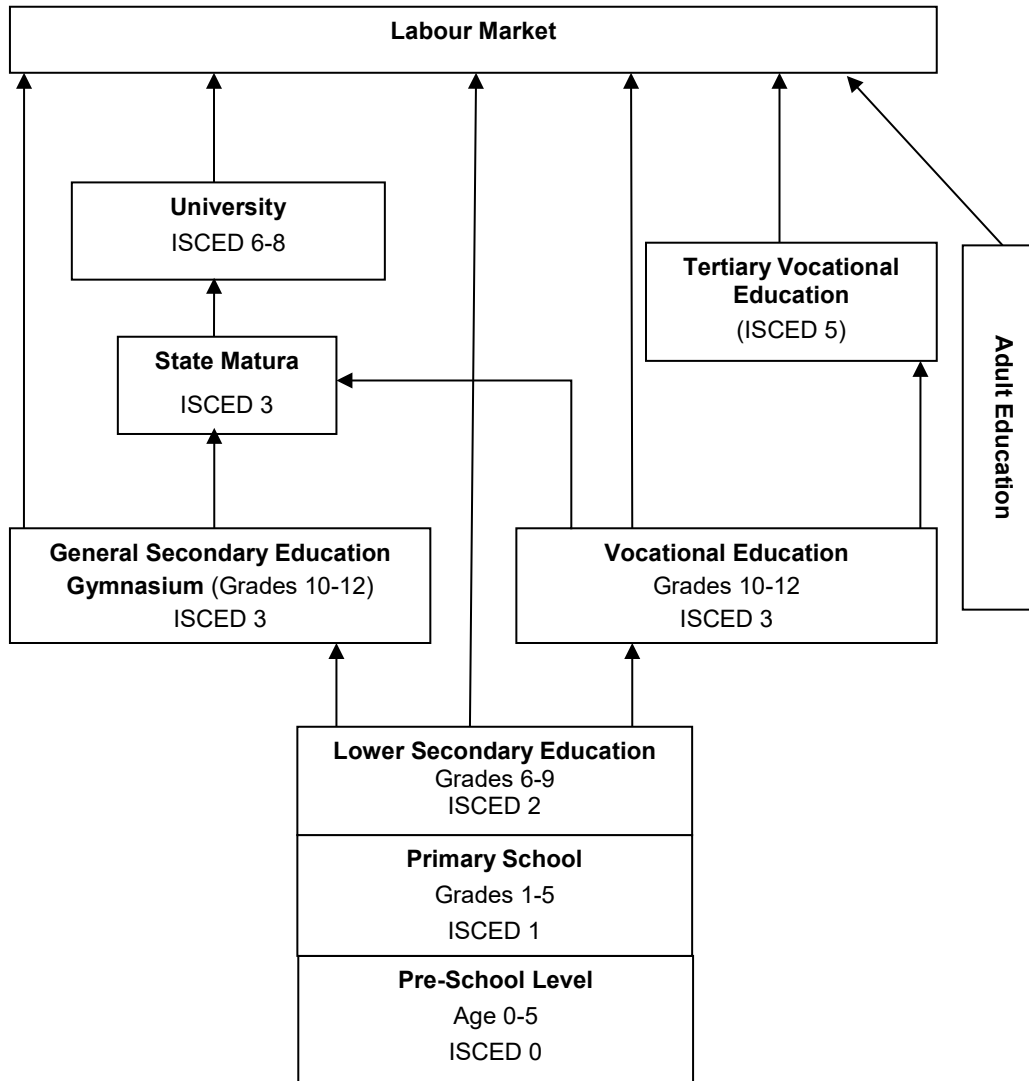 Labour Market
University
ISCED 6-8
Tertiary Vocational
Education
(ISCED 5)
Adult Education
State Matura
ISCED 3
General Secondary Education
Gymnasium (Grades 10-12)
ISCED 3
Vocational Education
Grades 10-12
ISCED 3
Lower Secondary Education
Grades 6-9
ISCED 2
Primary School
Grades 1-5
ISCED 1
Pre-School Level
Age 0-5
ISCED 0